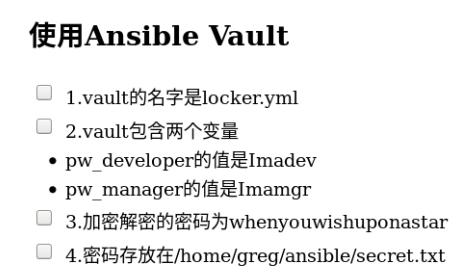 使用Ansible Vault
1.vault的名字是locker.yml
2.vault包含两个变量
pw_developer的值是Imadev
pw_manager的值是Imamgr
3.加密解密的密码为whenyouwishuponastar
4.密码存放在/home/greg/ansible/secret.txt